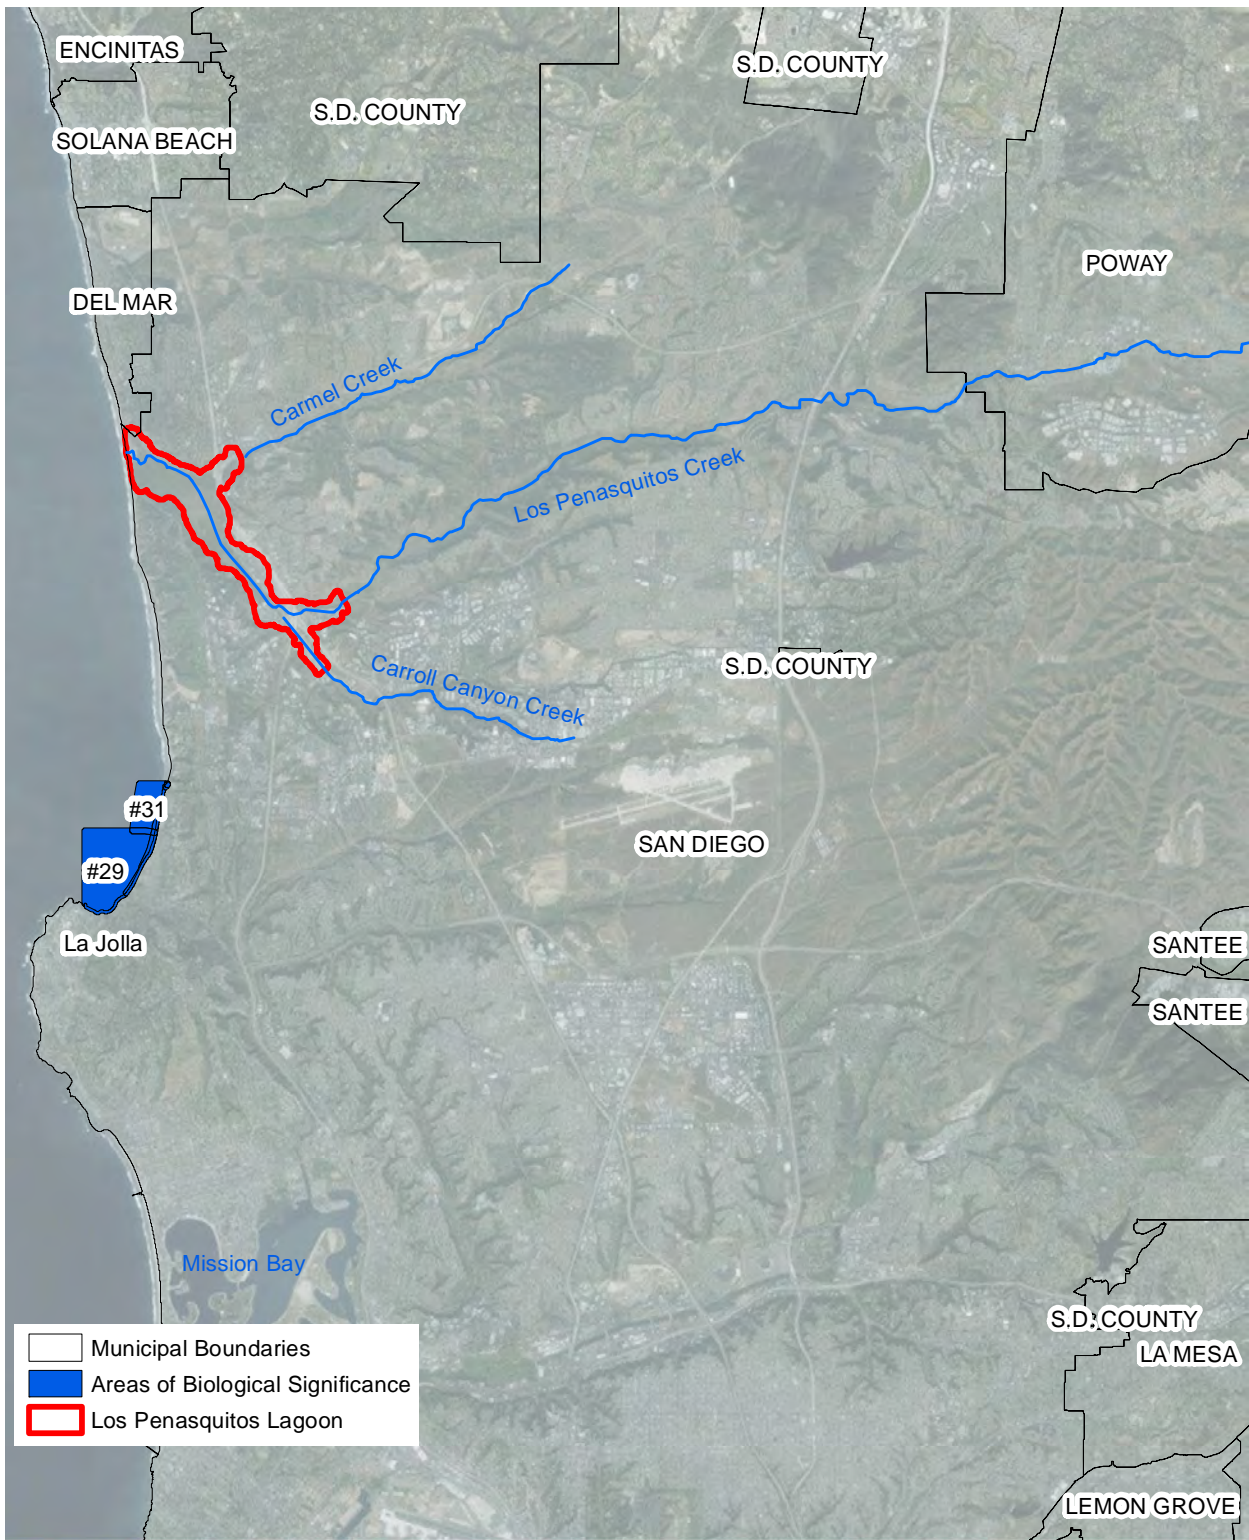 ENCINITAS
S.D. COUNTY
S.D. COUNTY
SOLANA BEACH
POWAY
DEL MAR
Carmel Creek
Los Penasquitos Creek
Carroll Canyon Creek
S.D. COUNTY
#31
SAN DIEGO
#29
La Jolla
SANTEE
SANTEE
Mission Bay
S.D. COUNTY
LA MESA
Municipal Boundaries
Areas of Biological Significance
Los Penasquitos Lagoon
LEMON GROVE